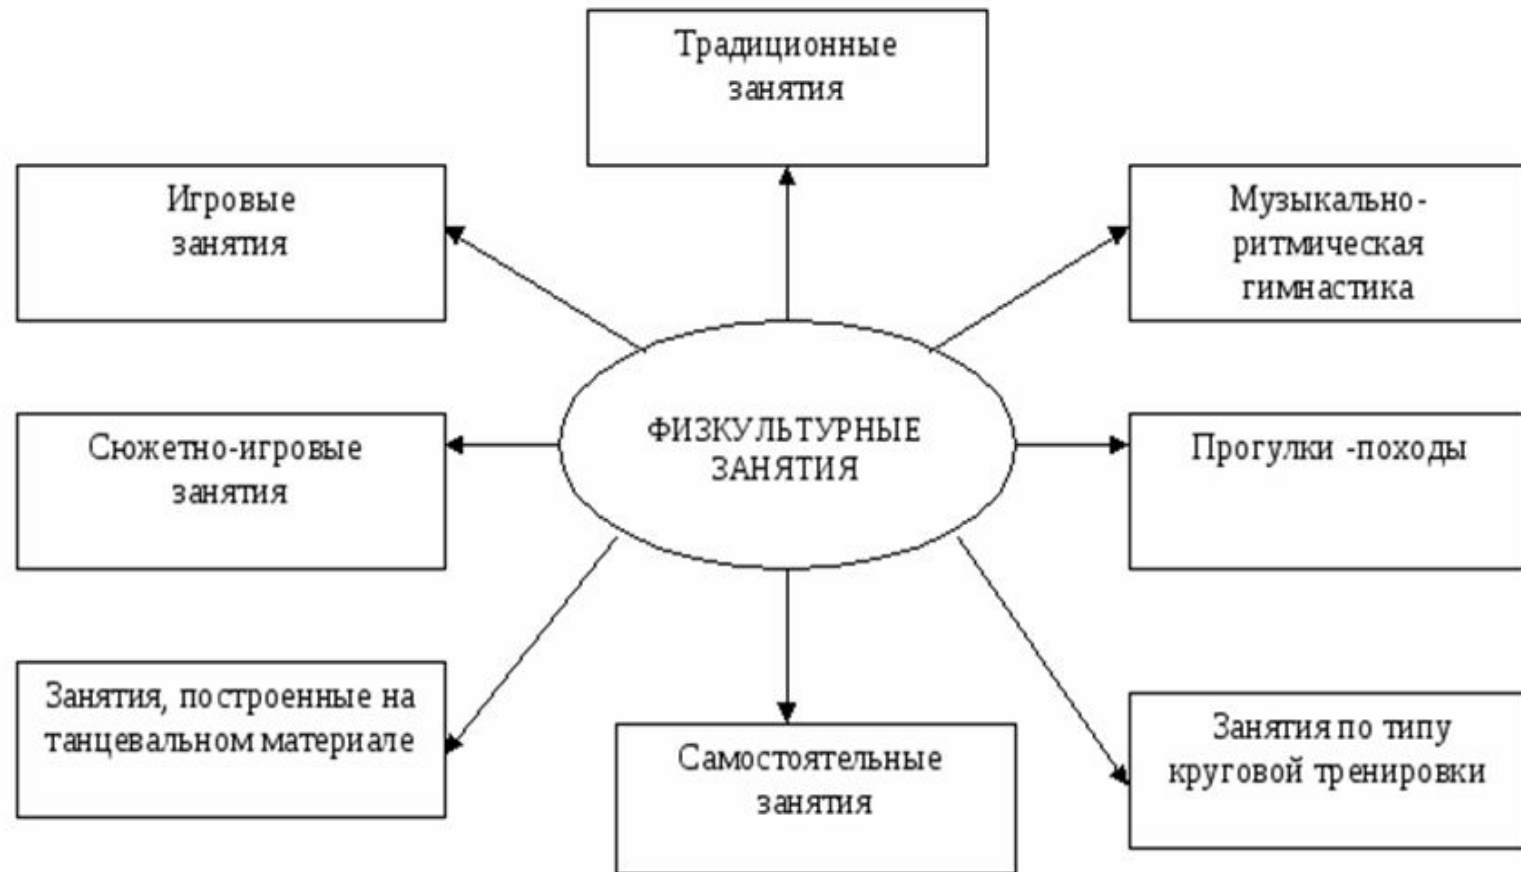 Традиционные
занятия
Игровые
занятия
Музыкально-
ритмическая
гимнастика
Сюжетно-игровые
занятия
ФИЗКУЛЬТУРНЫЕ
ЗАНЯТИЯ
Прогулки -походы
Занятия, построенные на
танцевальном материале
Самостоятельные
занятия
Занятия по типу
круговой тренировки